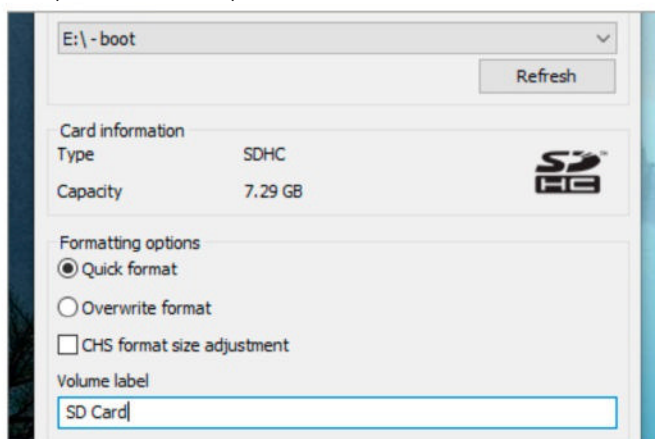 E:\ - boot
Refresh
Card information
Type SDHC
Capacity 7.29 GB
SD
HC
Formatting options
Quick format
Overwrite format
CHS format size adjustment
Volume label
SD Card